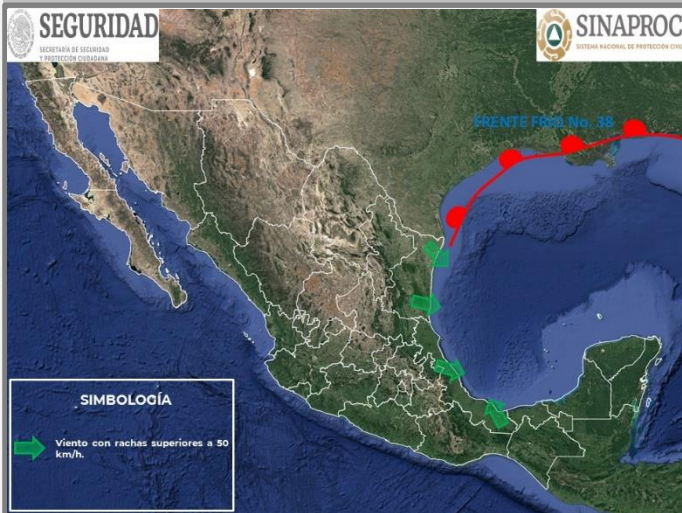 SEGURIDAD
SECRETARÍA DE SEGURIDAD
Y PROTECCIÓN CIUDADANA
SINAPROC
SISTEMA NACIONAL DE PROTECCIÓN CIVIL
FRENTE FRÍO No. 38
SIMBOLOGÍA
Viento con rachas superiores a 50
km/h.